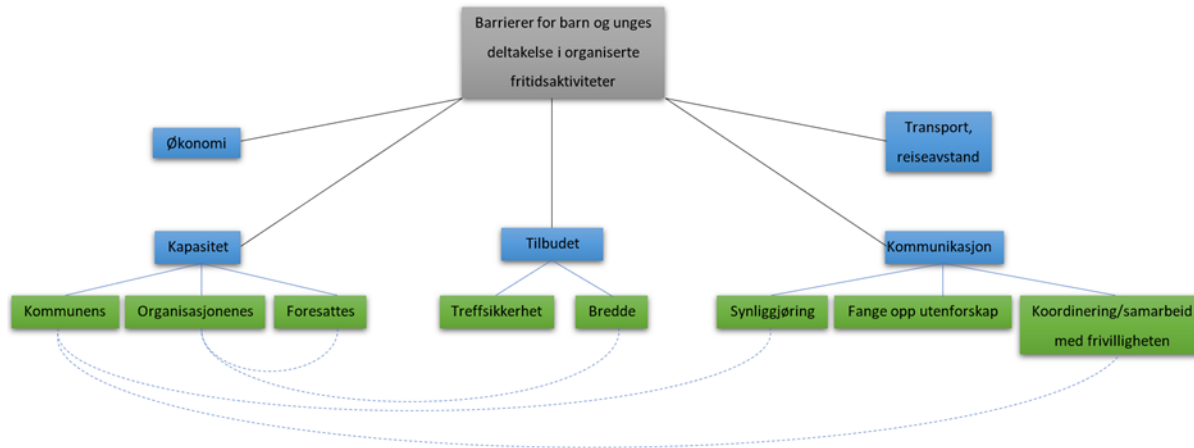 Barrierer for barn og unges
deltakelse i organiserte
fritidsaktiviteter
Økonomi
Transport,
reiseavstand
Kapasitet
Tilbudet
Kommunikasjon
Kommunens
Organisasjonenes
Foresattes
Treffsikkerhet
Bredde
Synliggjøring
Fange opp utenforskap
Koordinering/samarbeid
med frivilligheten